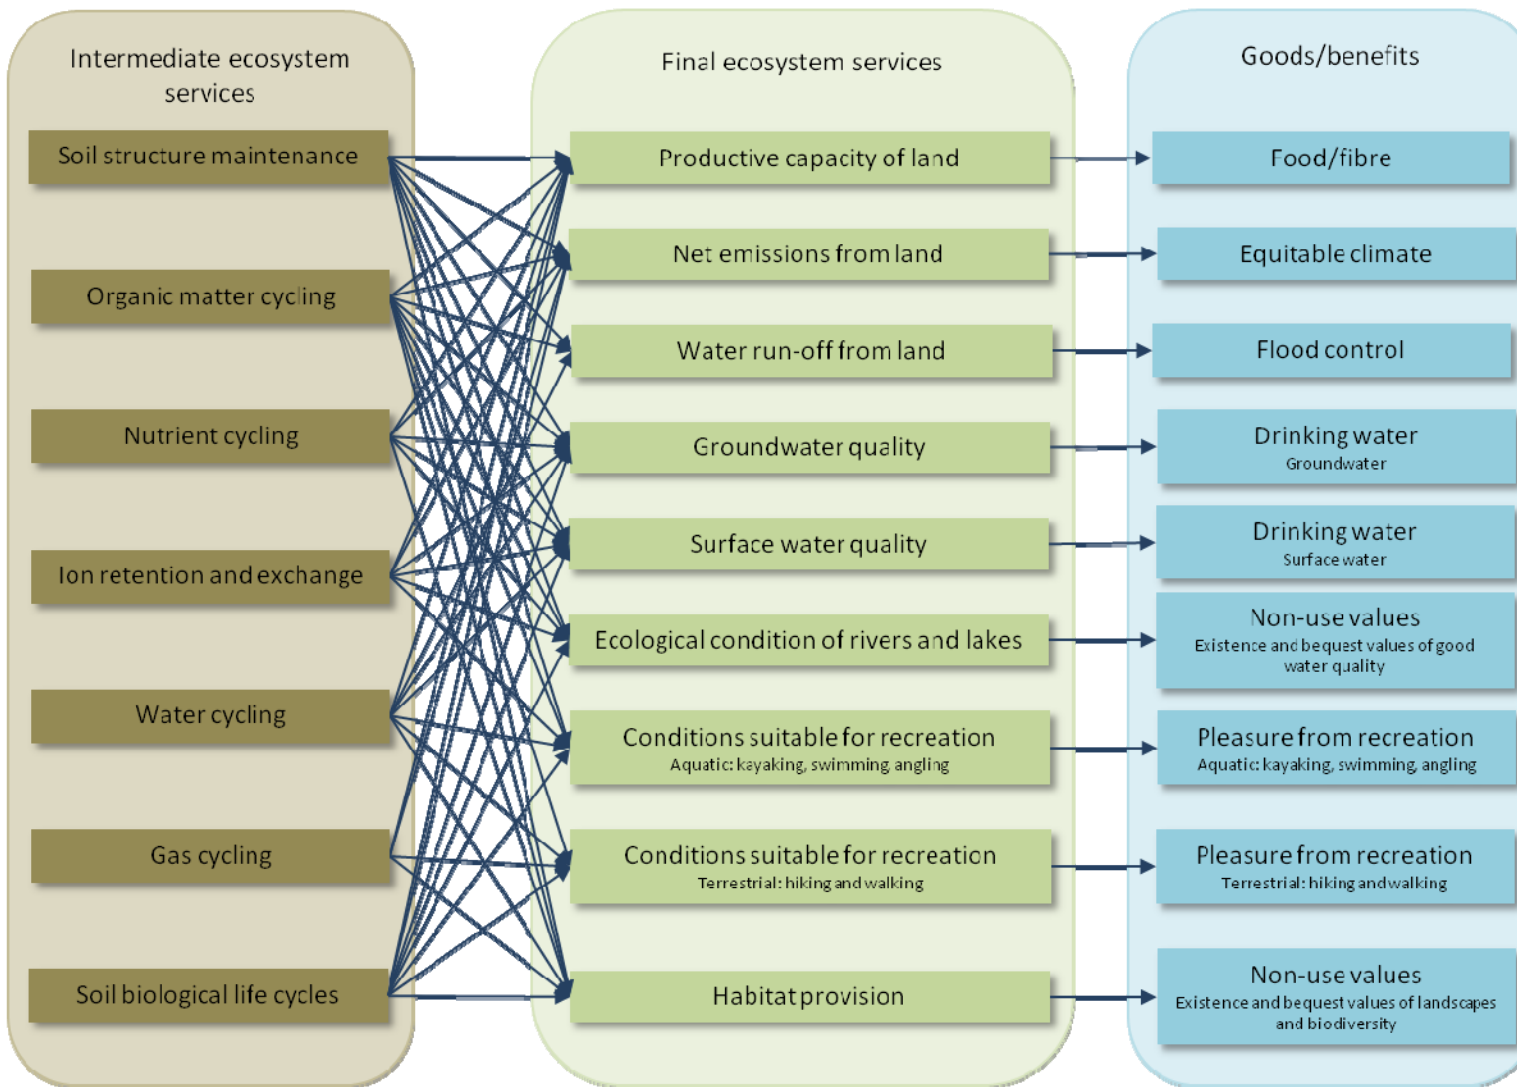 Intermediate ecosystem
services
Soil structure maintenance
Organic matter cycling
Nutrient cycling
Ion retention and exchange
Water cycling
Gas cycling
Soil biological life cycles
Final ecosystem services
Productive capacity of land
Net emissions from land
Water run-off from land
Groundwater quality
Surface water quality
Ecological condition of rivers and lakes
Conditions suitable for recreation
Aquatic: kayaking, swimming, angling
Conditions suitable for recreation
Terrestrial: hiking and walking
Habitat provision
Goods/benefits
Food/fibre
Equitable climate
Flood control
Drinking water
Groundwater
Drinking water
Surface water
Non-use values
Existence and bequest values of good
water quality
Pleasure from recreation
Aquatic: kayaking, swimming, angling
Pleasure from recreation
Terrestrial: hiking and walking
Non-use values
Existence and bequest values of landscapes
and biodiversity